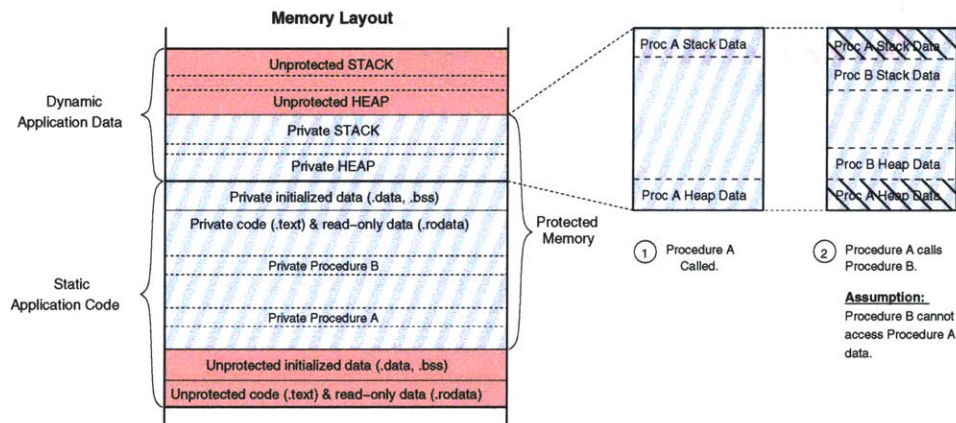 Memory Layout
Unprotected STACK
Unprotected HEAP
Private STACK
Private HEAP
Private initialized data (.data, .bss)
Private code (.text) & read-only data (.rodata)
Private Procedure B
Private Procedure A
Unprotected initialized data (.data, .bss)
Unprotected code (.text) & read-only data (.rodata)
Dynamic
Application Data
Static
Application Code
Protected
Memory
Proc A Stack Data
Proc A Heap Data
1 Procedure A
Called.
Proc A Stack Data
Proc B Stack Data
Proc B Heap Data
Proc A Heap Data
2 Procedure A calls
Procedure B.
Assumption:
Procedure B cannot
access Procedure A
data.